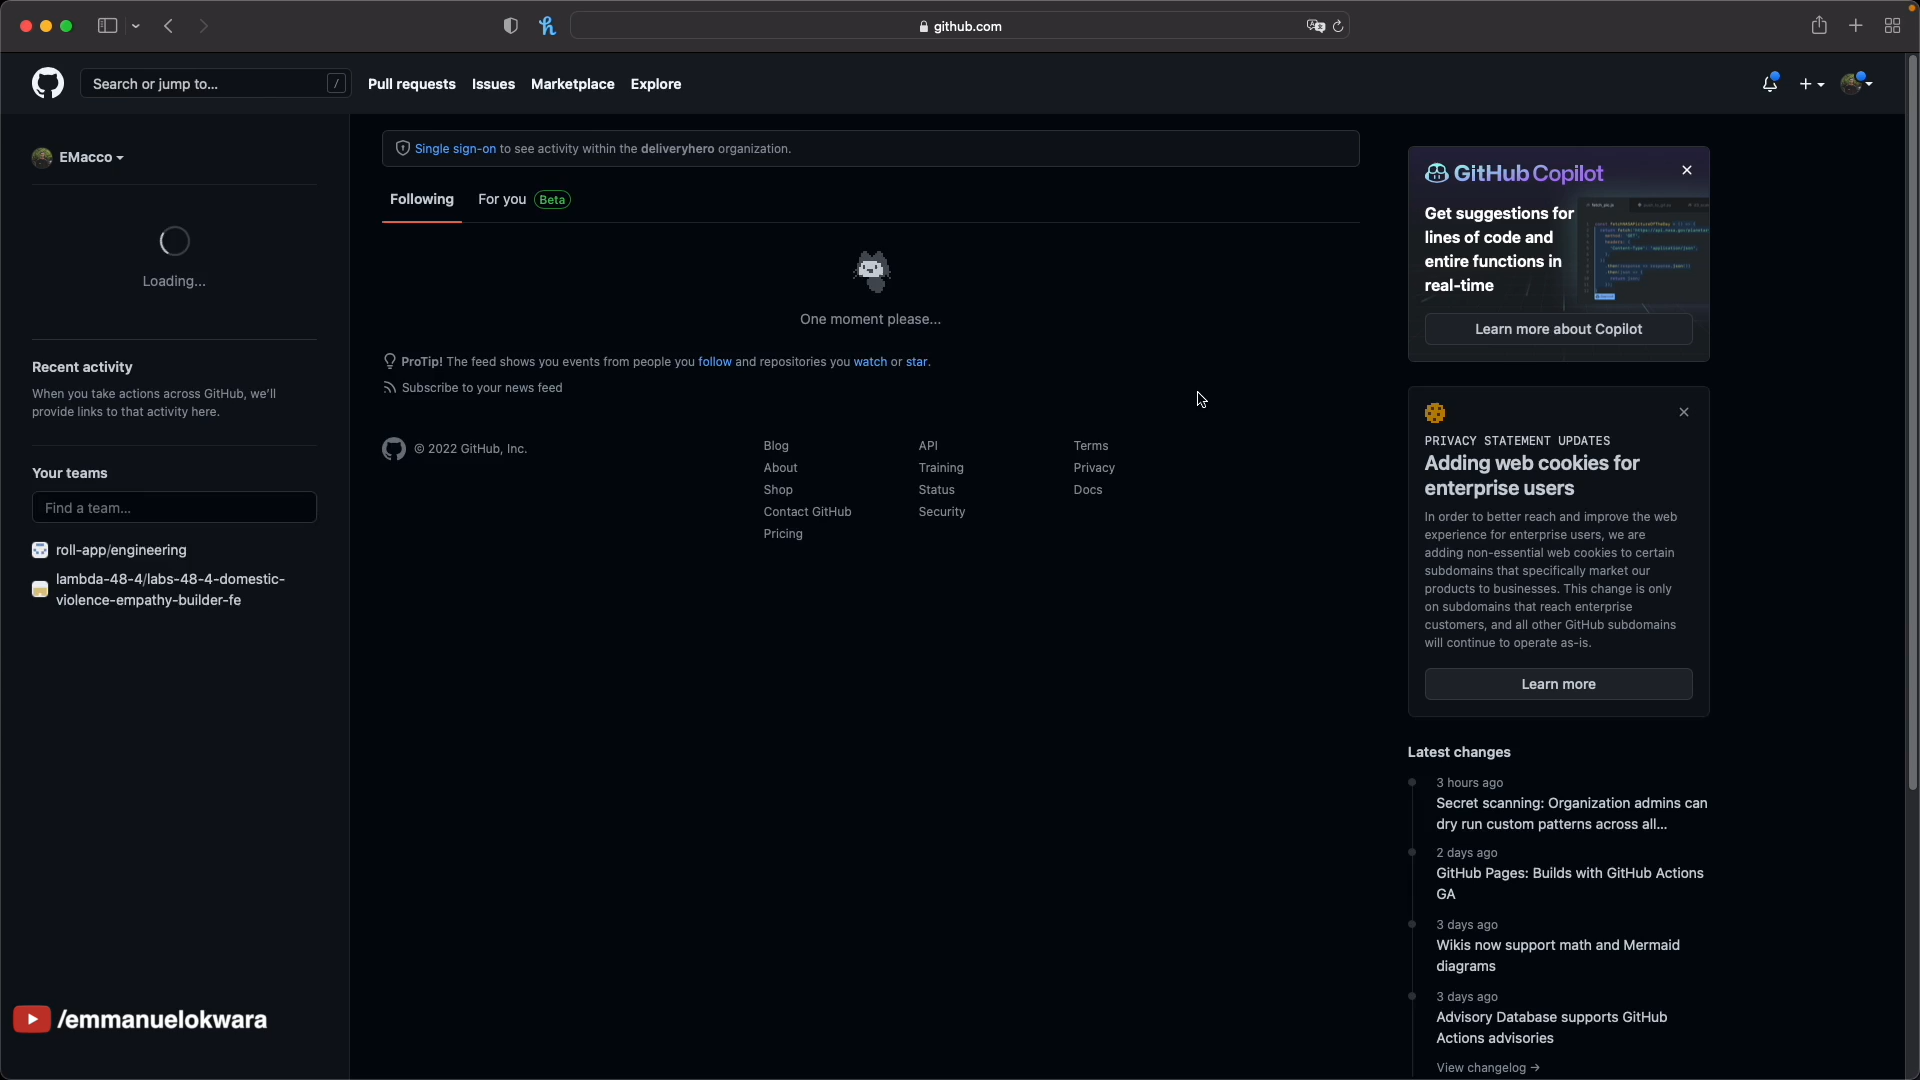 github.com
Search or jump to...
/
Pull requests
Issues
Marketplace
Explore
EMacco
Loading...
Recent activity
When you take actions across GitHub, we'll
provide links to that activity here.
Your teams
Find a team...
roll-app/engineering
lambda-48-4/labs-48-4-domestic-
violence-empathy-builder-fe
/emmanuelokwara
Single sign-on to see activity within the deliveryhero organization.
Following
For you Beta
One moment please...
ProTip! The feed shows you events from people you follow and repositories you watch or star.
Subscribe to your news feed
© 2022 GitHub, Inc.
Blog
About
Shop
Contact GitHub
Pricing
API
Training
Status
Security
Terms
Privacy
Docs
GitHub Copilot
Get suggestions for
lines of code and
entire functions in
real-time
Learn more about Copilot
PRIVACY STATEMENT UPDATES
Adding web cookies for
enterprise users
In order to better reach and improve the web
experience for enterprise users, we are
adding non-essential web cookies to certain
subdomains that specifically market our
products to businesses. This change is only
on subdomains that reach enterprise
customers, and all other GitHub subdomains
will continue to operate as-is.
Learn more
Latest changes
3 hours ago
Secret scanning: Organization admins can
dry run custom patterns across all...
2 days ago
GitHub Pages: Builds with GitHub Actions
GA
3 days ago
Wikis now support math and Mermaid
diagrams
3 days ago
Advisory Database supports GitHub
Actions advisories
View changelog →